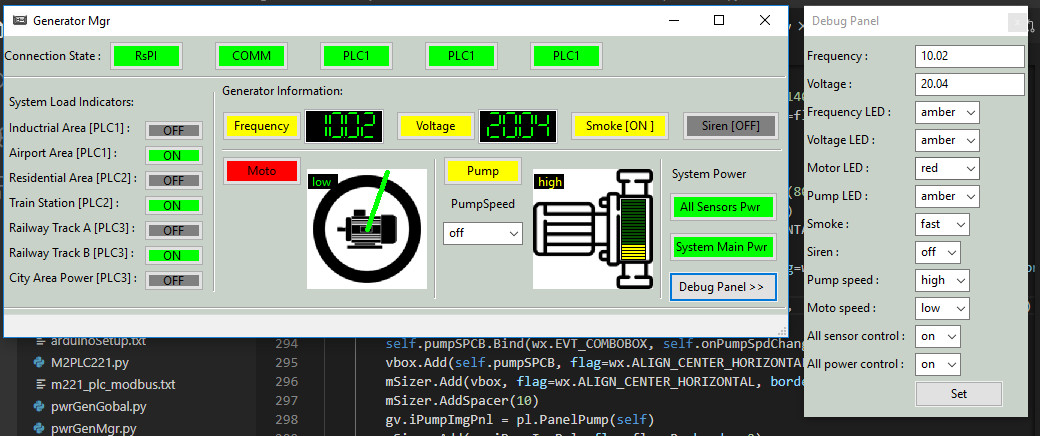 Generator Mgr
Connection State :
RsPI
COMM
PLC1
PLC1
PLC1
System Load Indicators:
Inductrial Area [PLC1] :
OFF
Airport Area [PLC1] :
ON
Residential Area [PLC2] :
OFF
Train Station [PLC2] :
ON
Railway Track A [PLC3] :
OFF
Railway Track B [PLC3] :
ON
City Area Power [PLC3] :
OFF
Generator Information:
Frequency
1002
Voltage
2004
Smoke [ON ]
Siren [OFF]
Moto
low
Pump
PumpSpeed
off
high
System Power
All Sensors Pwr
System Main Pwr
Debug Panel >>
Debug Panel
Frequency :
10.02
Voltage :
20.04
Frequency LED :
amber
Voltage LED :
amber
Motor LED :
red
Pump LED :
amber
Smoke :
fast
Siren :
off
Pump speed :
high
Moto speed :
low
All sensor control :
on
All power control :
on
Set
arduinoSetup.txt
M2PLC221.py
m221_plc_modbus.txt
pwrGenGobal.py
pwrGenMgr.py
294 self.pumpSPCB.Bind(wx.EVT_COMBOBOX, self.onPumpSpdChang
295 vbox.Add(self.pumpSPCB, flag=wx.ALIGN_CENTER_HORIZONTAL
296 mSizer.Add(vbox, flag=wx.ALIGN_CENTER_HORIZONTAL, borde
297 mSizer.AddSpacer(10)
298 gv.iPumpImgPnl = pl.PanelPump(self)